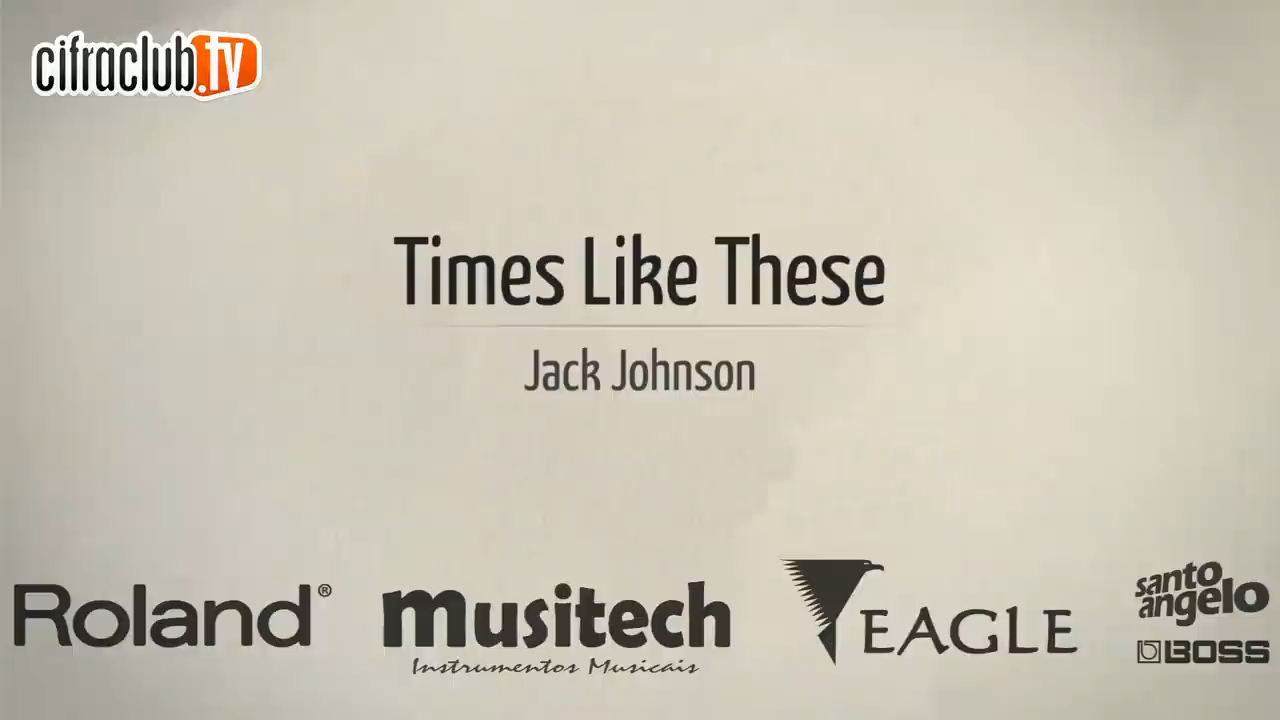 cifraclub.tv
Times Like These
Jack Johnson
Roland®
musitech
Instrumentos Musicais
EAGLE
santo angelo
BOSS